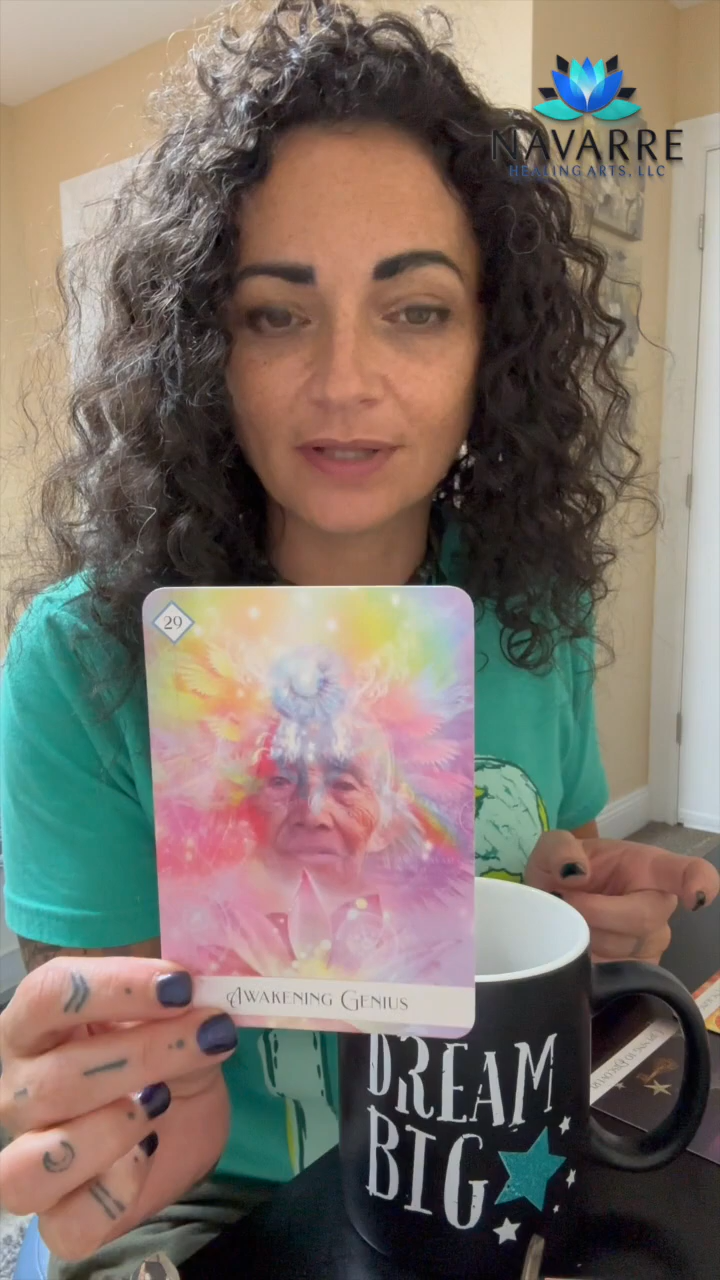 NAVARRE
HEALING ARTS, LLC
29
AWAKENING GENIUS
DREAM
BIG